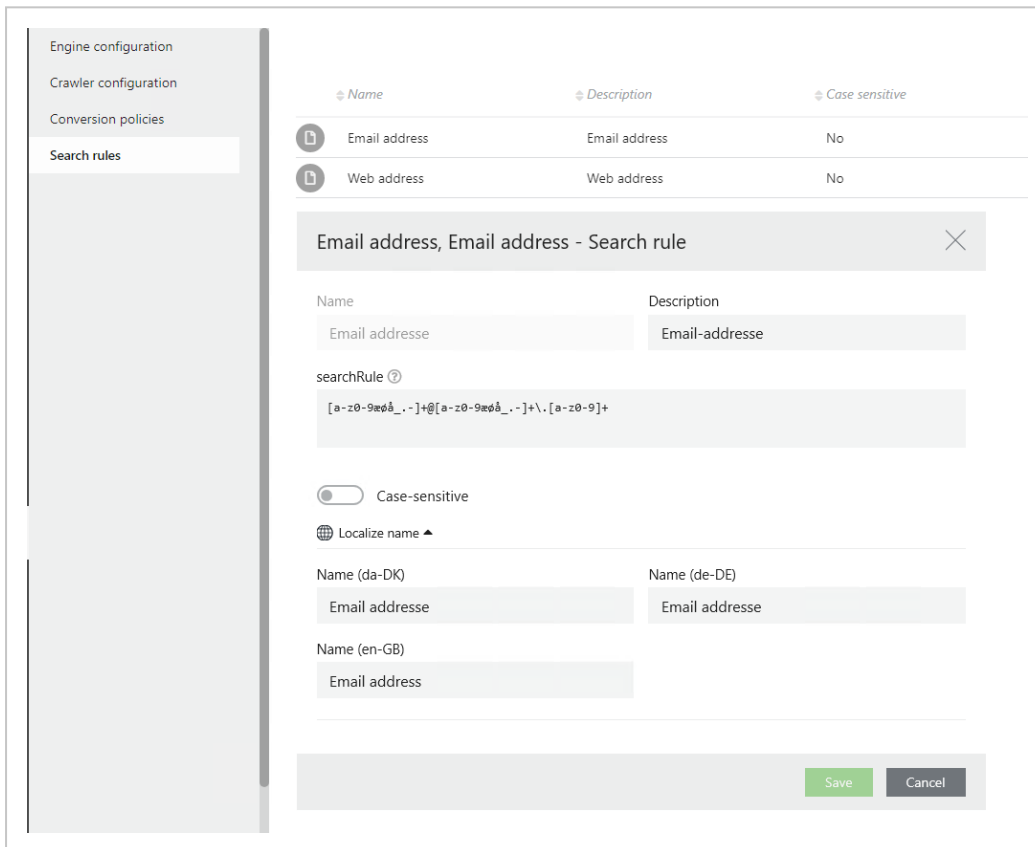 Engine configuration
Crawler configuration
Conversion policies
Search rules
Name Description Case sensitive
Email address Email address No
Web address Web address No
Email address, Email address - Search rule
Name Description
Email addresse Email-addresse
searchRule ?
[a-z0-9æøå_.-]+@[a-z0-9æøå_.-]+\.[a-z0-9]+
Case-sensitive
Localize name
Name (da-DK) Name (de-DE)
Email addresse Email addresse
Name (en-GB)
Email address
Save Cancel